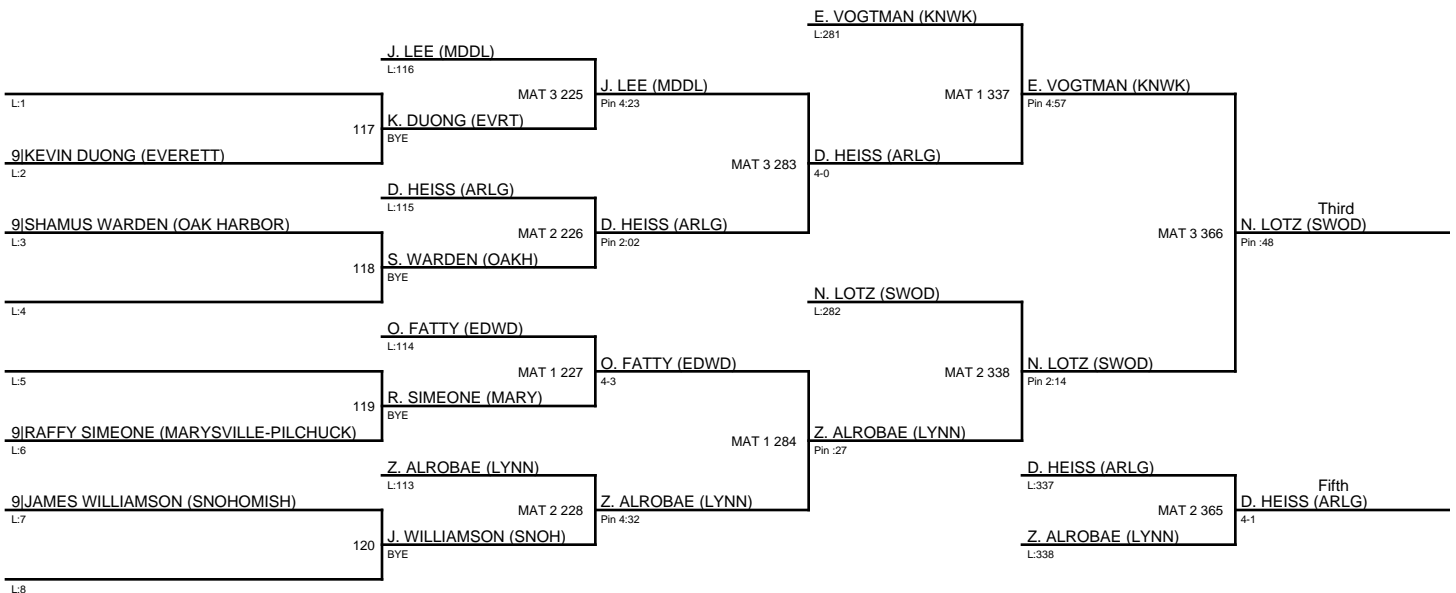 L:1
9|KEVIN DUONG (EVERETT)
L:2
9|SHAMUS WARDEN (OAK HARBOR)
L:3
L:4
L:5
9|RAFFY SIMEONE (MARYSVILLE-PILCHUCK)
L:6
9|JAMES WILLIAMSON (SNOHOMISH)
L:7
L:8
117
118
119
120
J. LEE (MDDL)
L:116
K. DUONG (EVRT)
BYE
D. HEISS (ARLG)
L:115
S. WARDEN (OAKH)
BYE
O. FATTY (EDWD)
L:114
R. SIMEONE (MARY)
BYE
Z. ALROBAE (LYNN)
L:113
J. WILLIAMSON (SNOH)
BYE
MAT 3 225
MAT 2 226
MAT 1 227
MAT 2 228
J. LEE (MDDL)
Pin 4:23
D. HEISS (ARLG)
Pin 2:02
O. FATTY (EDWD)
4-3
Z. ALROBAE (LYNN)
Pin 4:32
MAT 3 283
MAT 1 284
E. VOGTMAN (KNWK)
L:281
D. HEISS (ARLG)
4-0
N. LOTZ (SWOD)
L:282
Z. ALROBAE (LYNN)
Pin :27
MAT 1 337
MAT 2 338
E. VOGTMAN (KNWK)
Pin 4:57
N. LOTZ (SWOD)
Pin 2:14
D. HEISS (ARLG)
L:337
Z. ALROBAE (LYNN)
L:338
MAT 3 366
MAT 2 365
Third
N. LOTZ (SWOD)
Pin :48
Fifth
D. HEISS (ARLG)
4-1